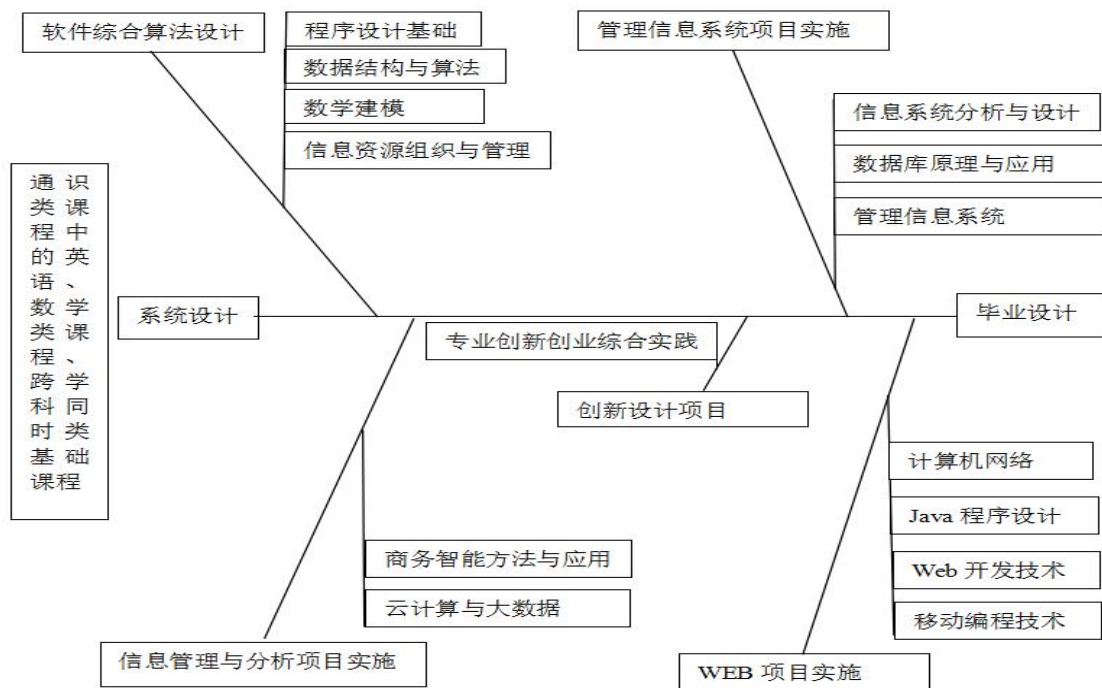 软件综合算法设计
程序设计基础
数据结构与算法
数学建模
信息资源组织与管理
管理信息系统项目实施
信息系统分析与设计
数据库原理与应用
管理信息系统
通识
类课
程中
的英
语、
数学
类课
程、
跨学
科同
时类
基础
课程
系统设计
毕业设计
专业创新创业综合实践
创新设计项目
计算机网络
Java 程序设计
Web 开发技术
移动编程技术
商务智能方法与应用
云计算与大数据
信息管理与分析项目实施
WEB 项目实施